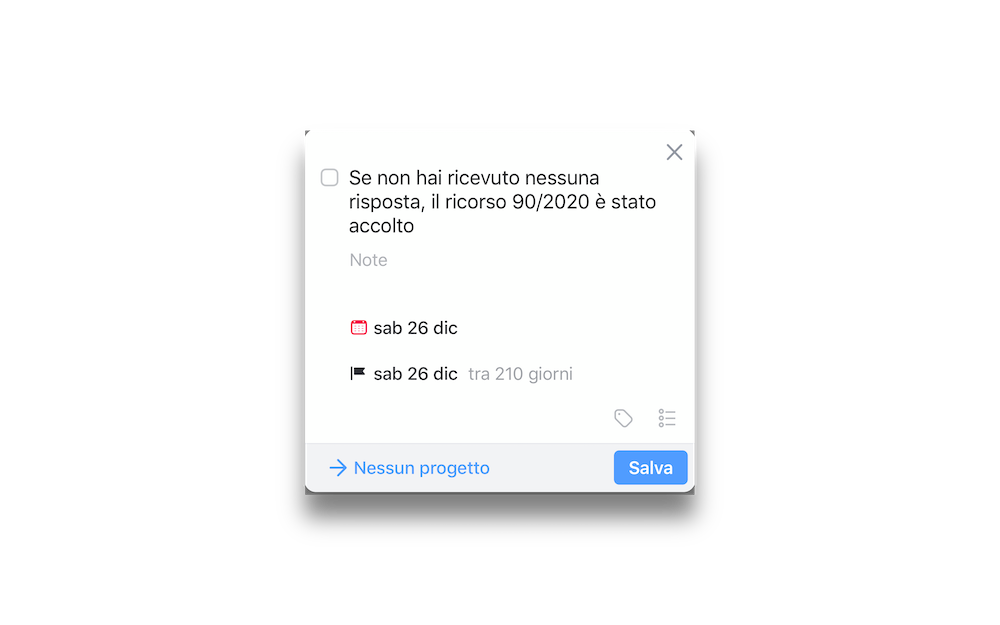 Se non hai ricevuto nessuna
risposta, il ricorso 90/2020 è stato
accolto
Note
sab 26 dic
sab 26 dic tra 210 giorni
Nessun progetto
Salva